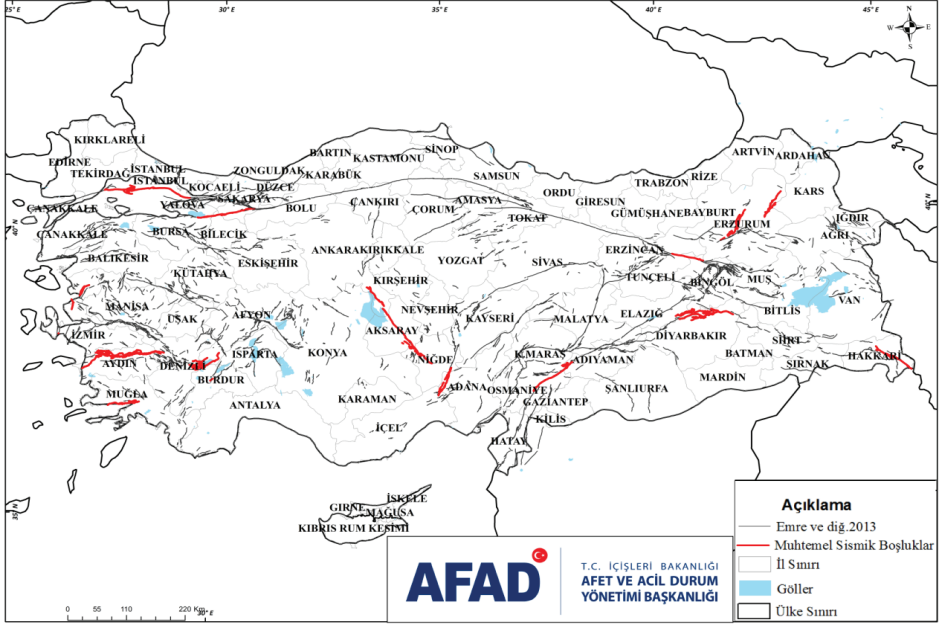 25° E
30° E
35° E
40° E
45° E
N
W
E
S
KIRKLARELİ
EDİRNE
TEKİRDAĞ
İSTANBUL
İSTANBUL
KOCAELİ
YALOVA
SAKARYA
DÜZCE
ZONGULDAK
BARTIN
KARABÜK
KASTAMONU
SİNOP
SAMSUN
ORDU
GİRESUN
TRABZON
RİZE
ARTVİN
ARDAHAN
KARS
IĞDIR
AĞRI
ÇANAKKALE
ÇANAKKALE
40°N
40°N
BURSA
BİLECİK
BOLU
ÇANKIRI
ÇORUM
AMASYA
TOKAT
GÜMÜŞHANE
BAYBURT
ERZURUM
BALIKESİR
KÜTAHYA
ESKİŞEHİR
ANKARA
KIRIKKALE
KIRŞEHİR
YOZGAT
SİVAS
ERZİNCAN
TUNCELİ
BİNGÖL
MUŞ
VAN
BİTLİS
MANİSA
UŞAK
AFYON
İZMİR
NEVŞEHİR
AKSARAY
KAYSERİ
MALATYA
ELAZIĞ
DİYARBAKIR
SİİRT
BATMAN
ŞIRNAK
HAKKARİ
AYDIN
DENİZLİ
ISPARTA
BURDUR
KONYA
NİĞDE
K.MARAŞ
ADIYAMAN
MARDİN
MUĞLA
ANTALYA
KARAMAN
ADANA
OSMANİYE
GAZİANTEP
ŞANLIURFA
KİLİS
İÇEL
HATAY
35°N
İSKELE
GIRNE
MAĞUSA
KIBRIS RUM KESİMİ
AFAD
T.C. İÇİŞLERİ BAKANLIĞI
AFET VE ACİL DURUM
YÖNETİMİ BAŞKANLIĞI
Açıklama
Emre ve diğ.2013
Muhtemel Sismik Boşluklar
İl Sınırı
Göller
Ülke Sınırı
0 55 110 220 Km
30° E